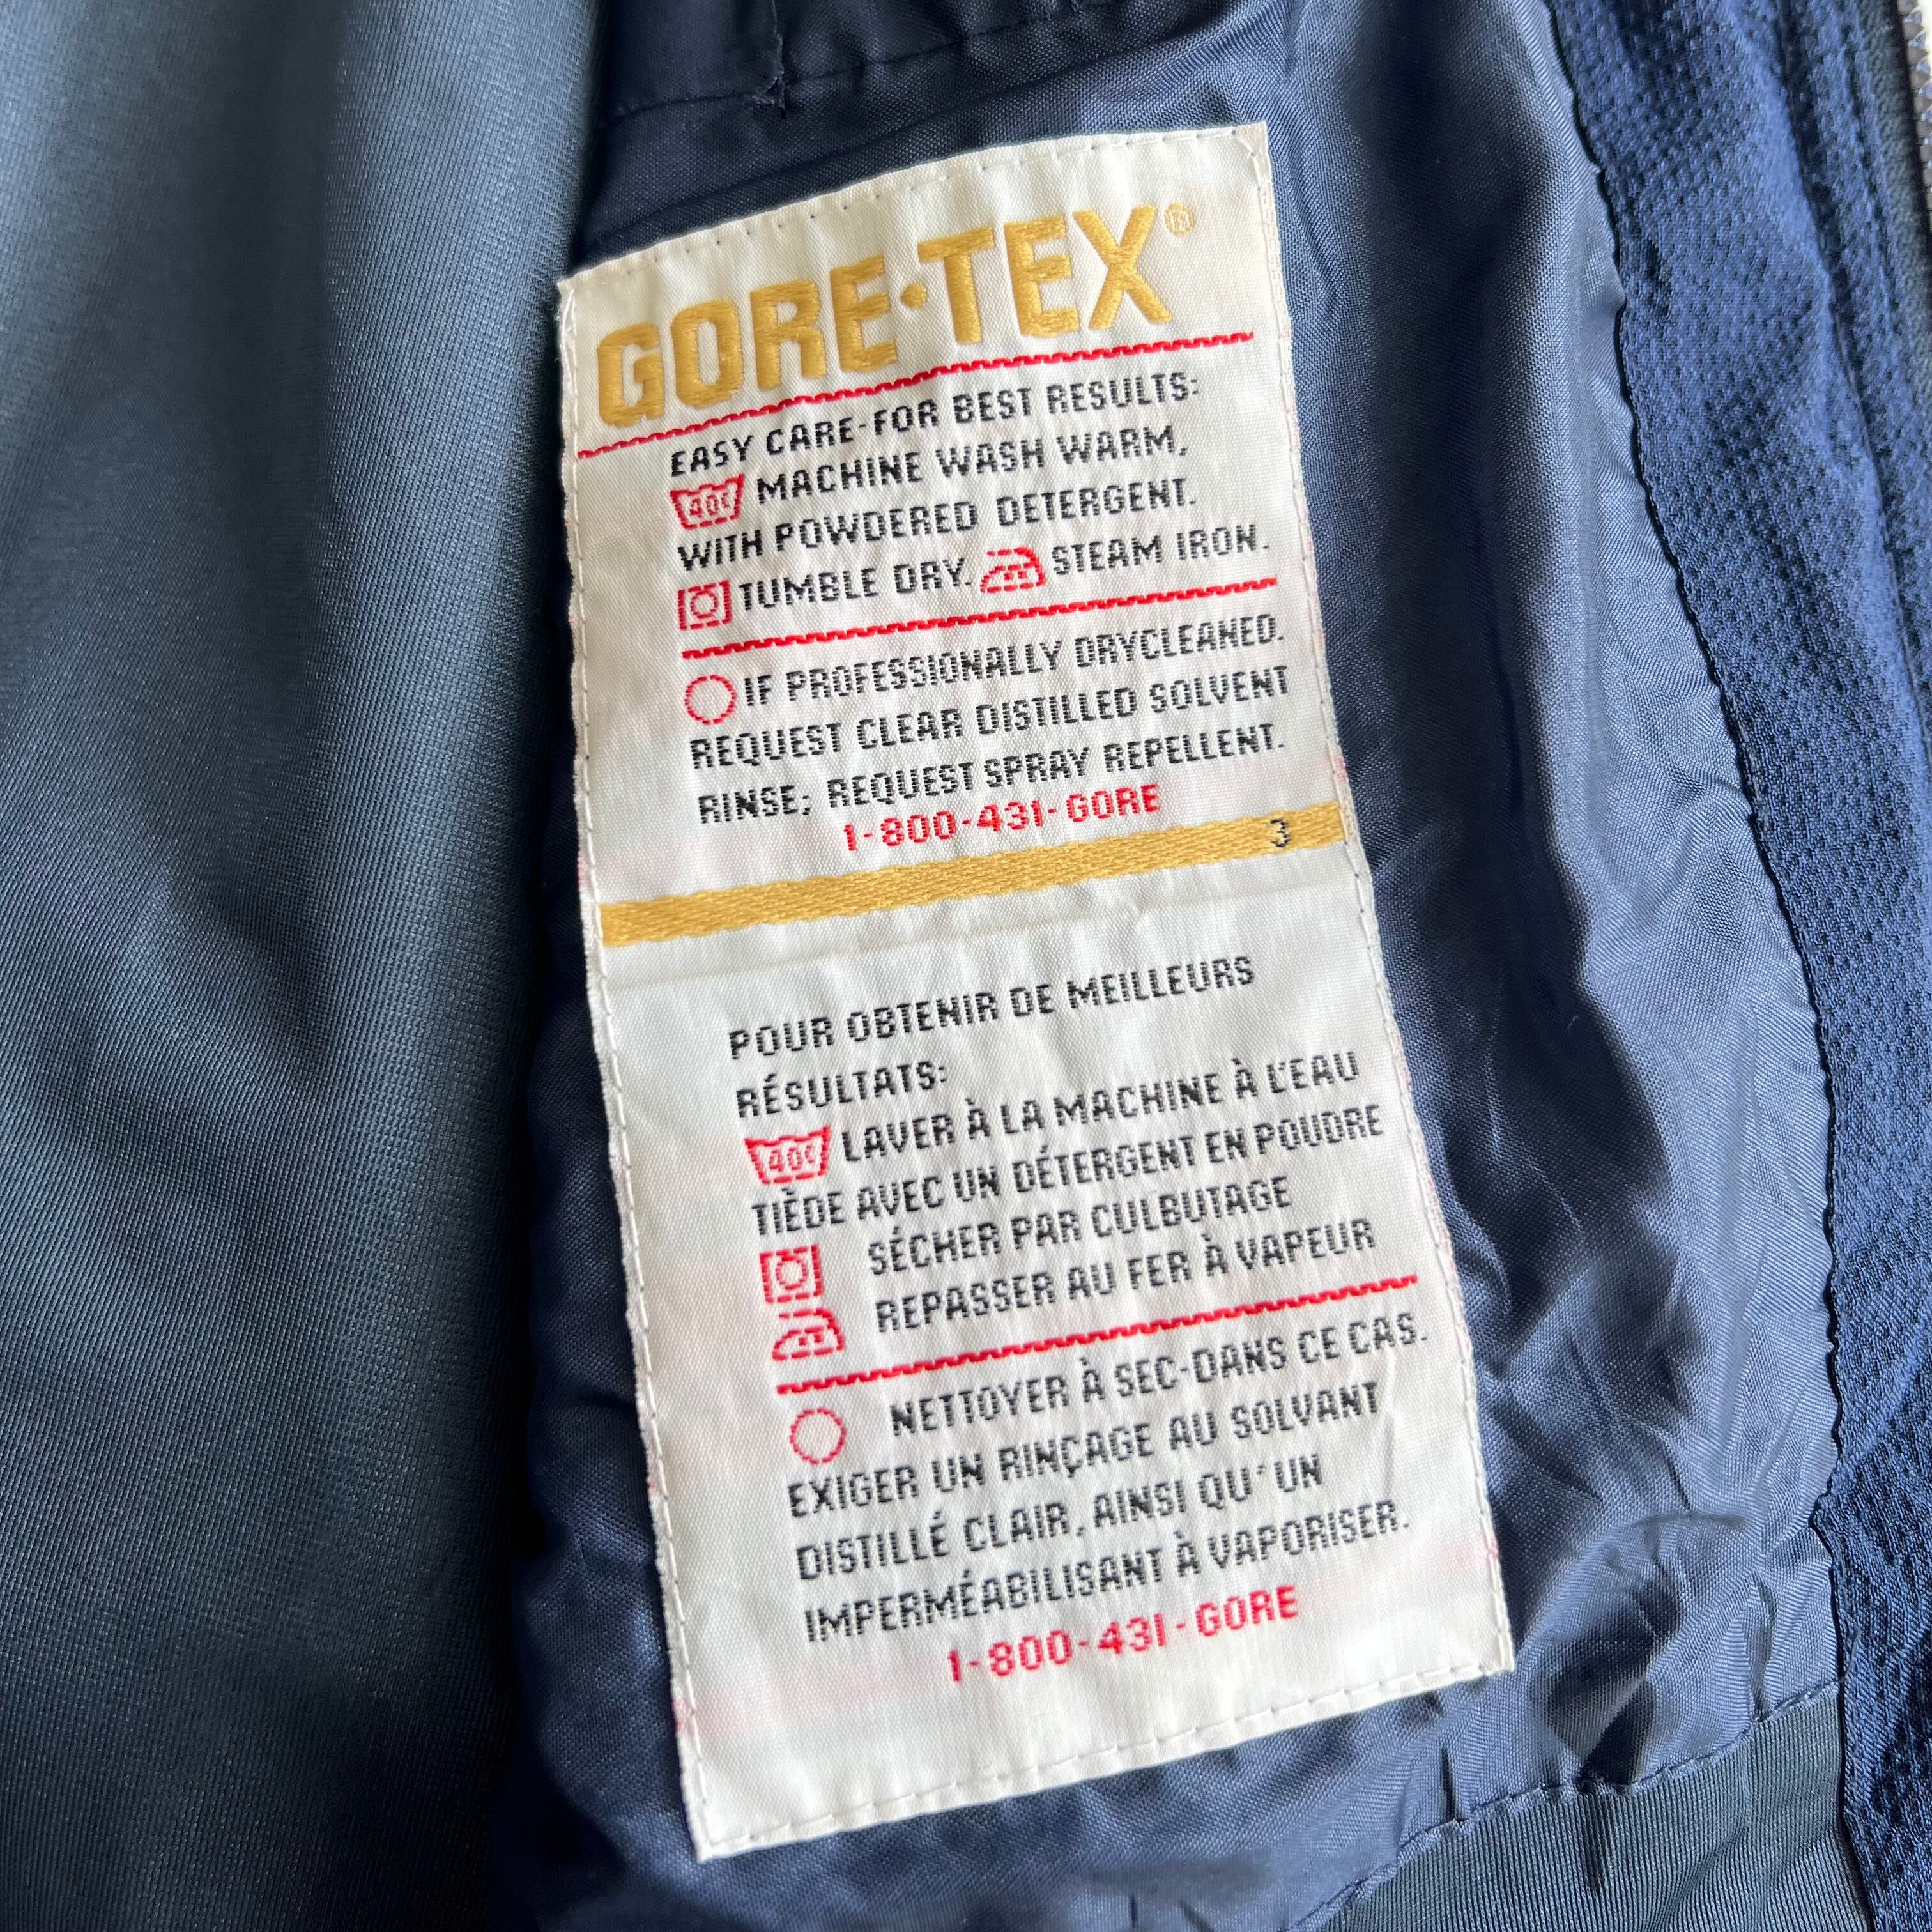 GORE·TEX®
EASY CARE-FOR BEST RESULTS:
40C MACHINE WASH WARM,
WITH POWDERED DETERGENT.
TUMBLE DRY. STEAM IRON.
IF PROFESSIONALLY DRYCLEANED.
REQUEST CLEAR DISTILLED SOLVENT
RINSE; REQUEST SPRAY REPELLENT.
1-800-431-GORE
3
POUR OBTENIR DE MEILLEURS
RÉSULTATS:
40C LAVER À LA MACHINE À L'EAU
TIÈDE AVEC UN DÉTERGENT EN POUDRE
SÉCHER PAR CULBUTAGE
REPASSER AU FER À VAPEUR
NETTOYER À SEC-DANS CE CAS.
EXIGER UN RINÇAGE AU SOLVANT
DISTILLÉ CLAIR, AINSI QU'UN
IMPERMÉABILISANT À VAPORISER.
1-800-431-GORE